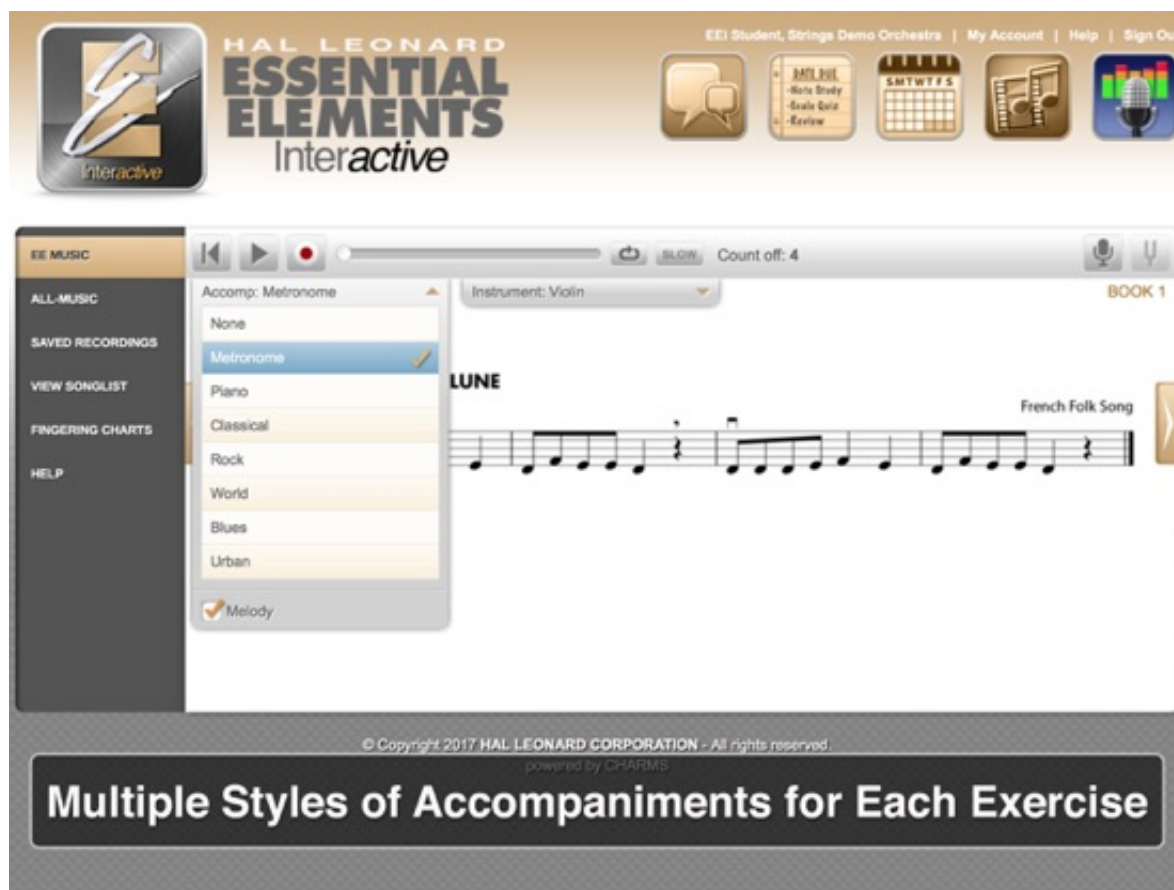 HAL LEONARD
ESSENTIAL
ELEMENTS
Interactive
Interactive
EEi Student, Strings Demo Orchestra | My Account | Help | Sign Ou
DATE DUE
-Note Study
-Scale Quiz
-Review
SMTWTFS
EE MUSIC
ALL-MUSIC
SAVED RECORDINGS
VIEW SONGLIST
FINGERING CHARTS
HELP
SLOW
Count off: 4
Accomp: Metronome
Instrument: Violin
BOOK 1
None
Metronome
Piano
Classical
Rock
World
Blues
Urban
Melody
LUNE
French Folk Song
© Copyright 2017 HAL LEONARD CORPORATION - All rights reserved.
powered by CHARMS
Multiple Styles of Accompaniments for Each Exercise